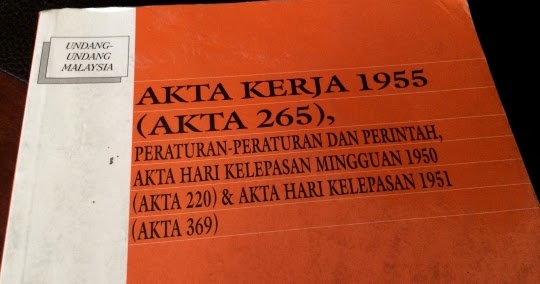 UNDANG-
UNDANG
MALAYSIA
AKTA KERJA 1955
(AKTA 265),
PERATURAN-PERATURAN DAN PERINTAH,
AKTA HARI KELEPASAN MINGGUAN 1950
(AKTA 220) & AKTA HARI KELEPASAN 1951
(AKTA 369)